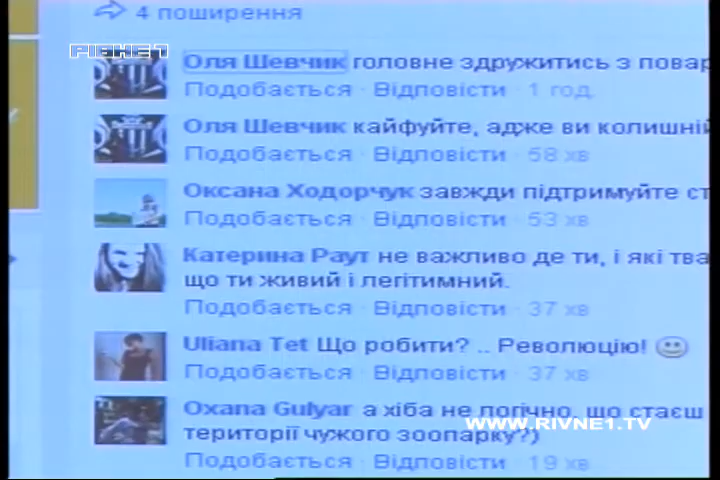 4 поширення
РІВНЕ 1
Оля Шевчик головне здружитись з повар
Подобається · Відповісти · 1 год.
Оля Шевчик кайфуйте, адже ви колишній
Подобається · Відповісти · 58 хв
Оксана Ходорчук завжди підтримуйте ст
Подобається · Відповісти · 53 хв
Катерина Раут не важливо де ти, і які тва
що ти живий і легітимний.
Подобається · Відповісти · 37 хв
Uliana Tet Що робити? .. Революцію!
Подобається · Відповісти · 37 хв
Oxana Gulyar а хіба не логічно, що стаєш
WWW.RIVNE1.TV
території чужого зоопарку?)
Подобається · Відповісти · 19 хв